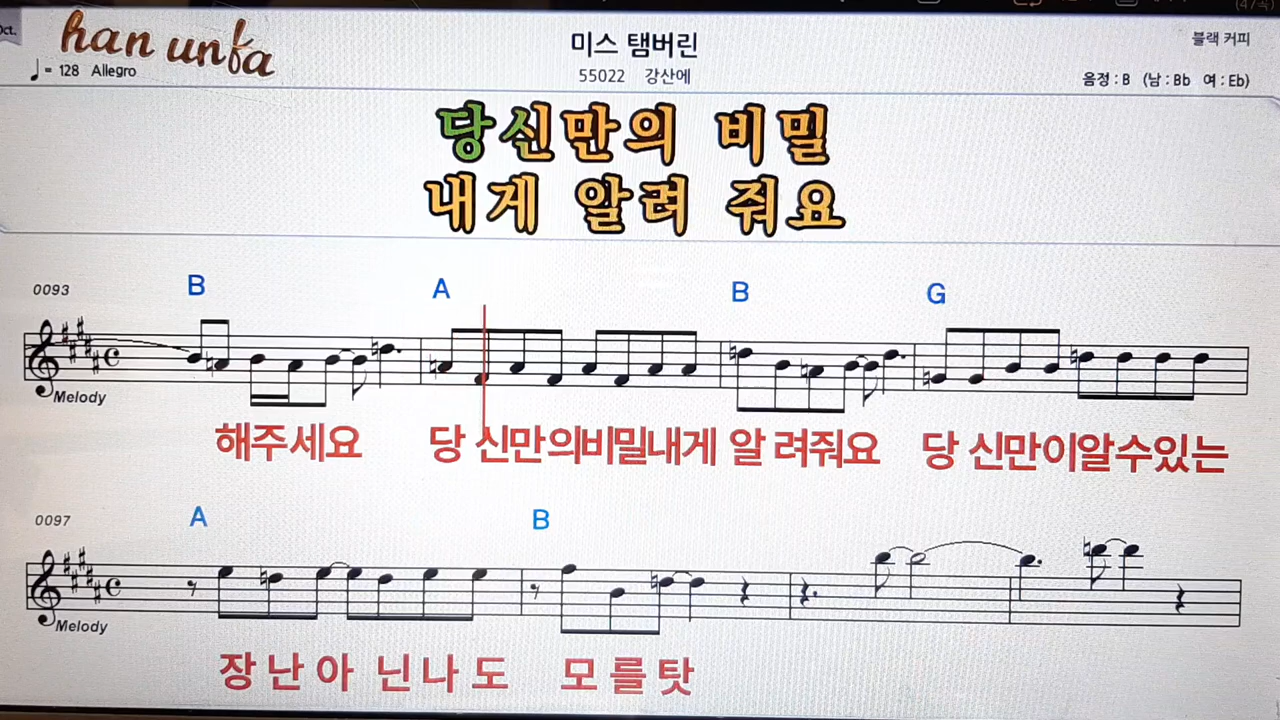 Oct.
han unfa
♩= 128 Allegro
미스 탬버린
55022 강산에
블랙 커피
음정 : B (남 : Bb 여 : Eb)
당신만의 비밀
내게 알려 줘요
0093
B A B G
Melody
해주세요 당 신만의비밀내게 알 려줘요 당 신만이알수있는
0097
A B
Melody
장 난 아 닌 나 도 모 를 탓